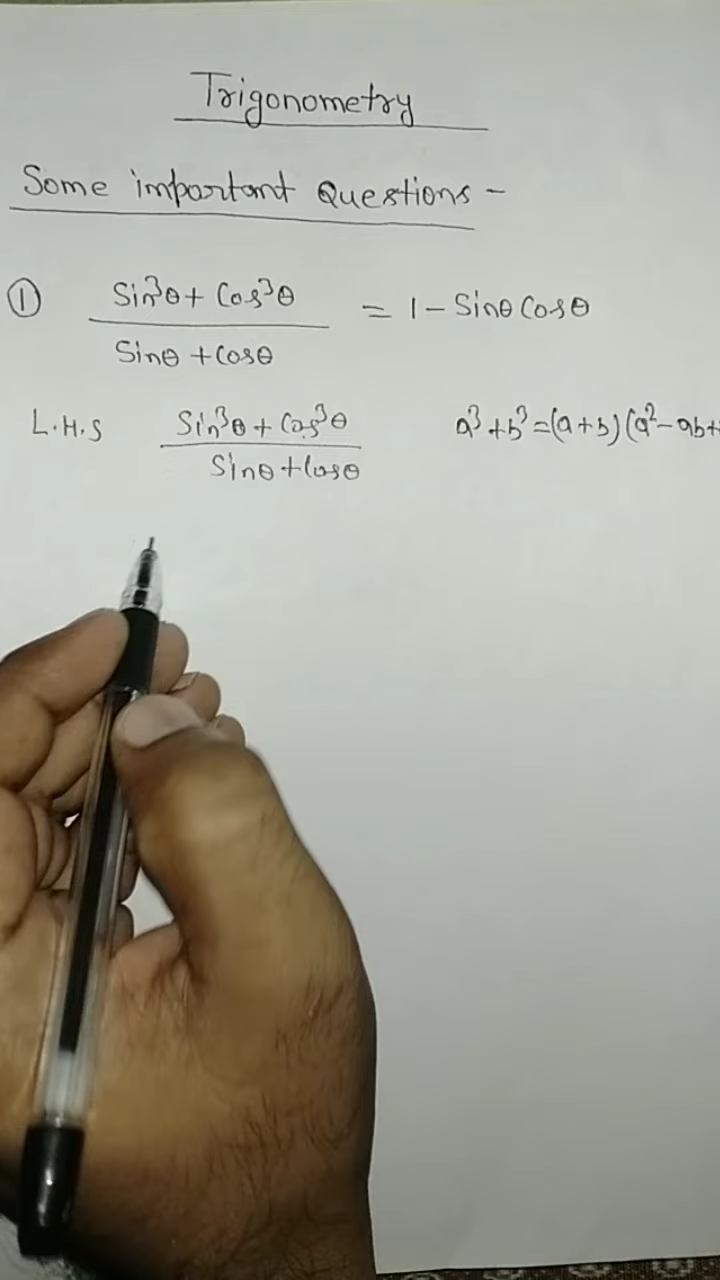 Trigonometry
Some important Questions -
① (Sin³θ + Cos³θ) / (Sinθ + Cosθ) = 1 - Sinθ Cosθ
L.H.S (Sin³θ + Cos³θ) / (Sinθ + Cosθ) a³ + b³ = (a + b) (a² - ab +